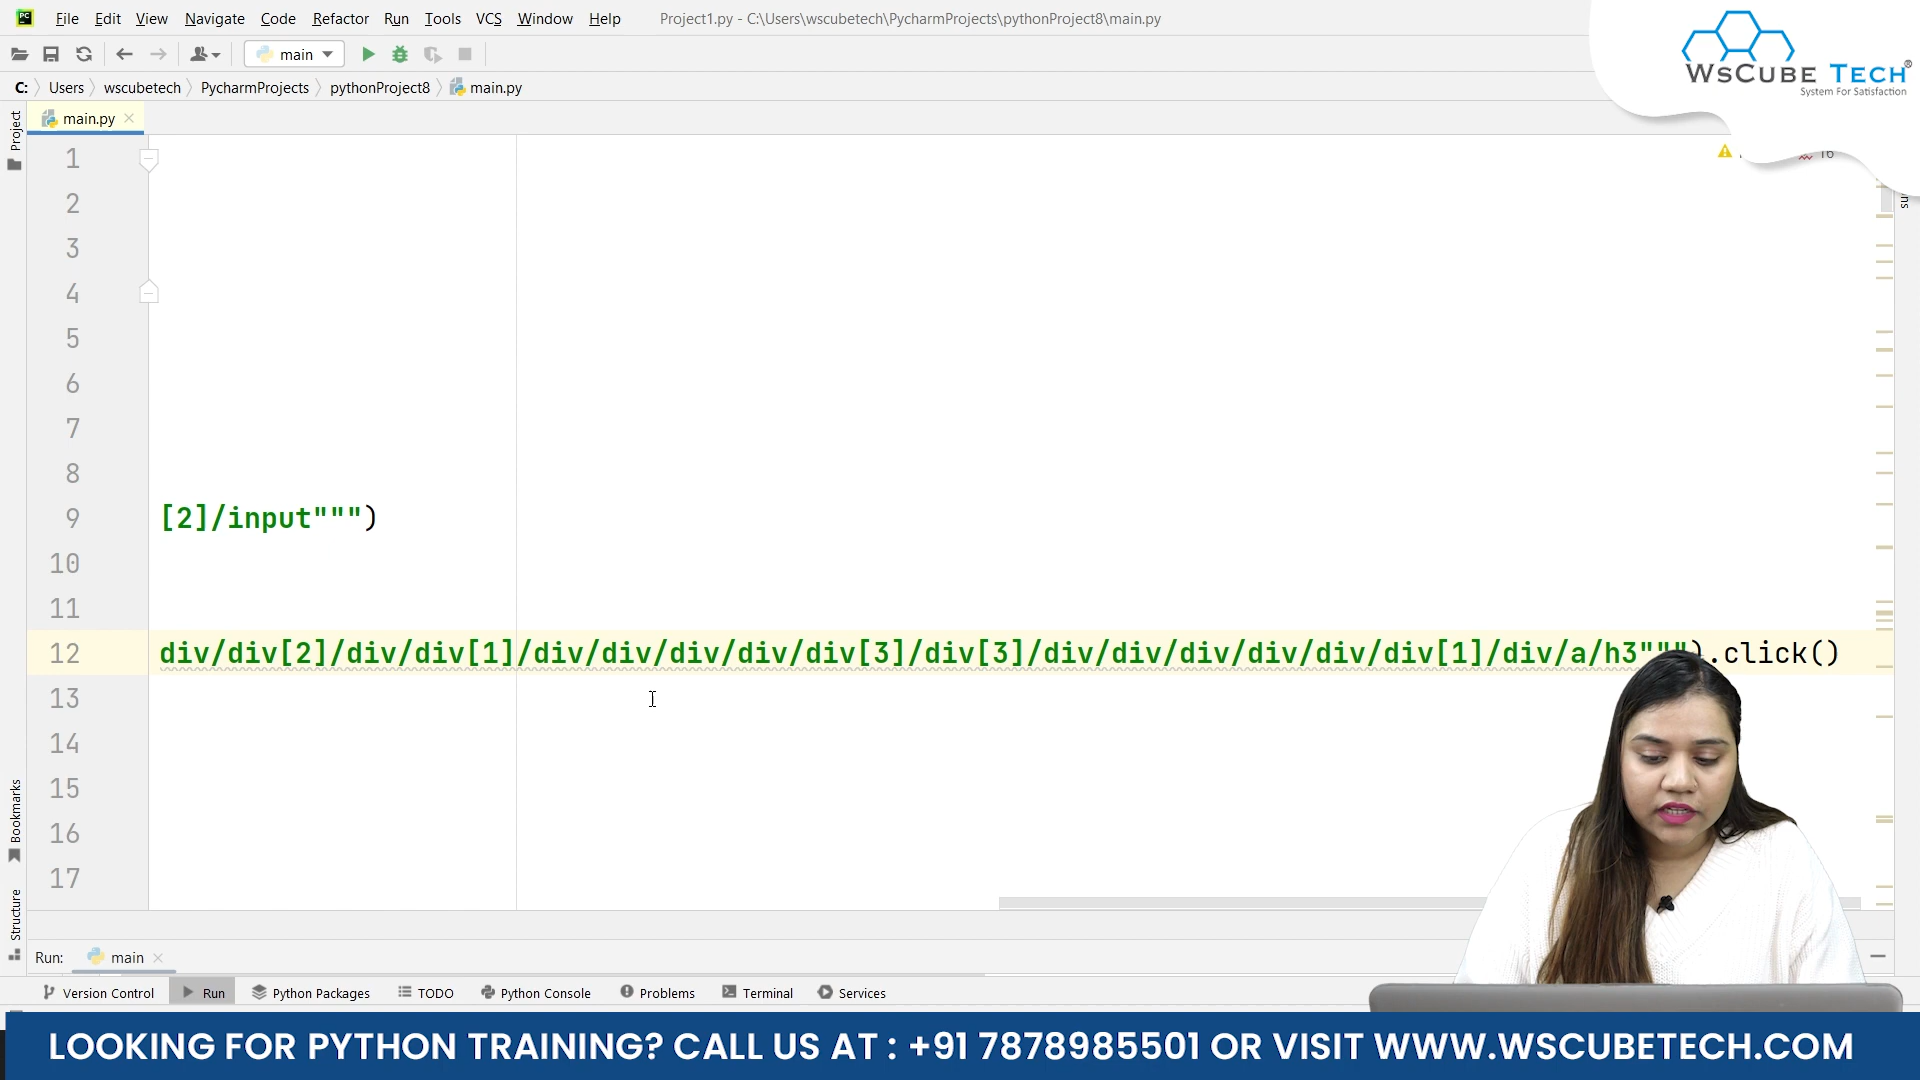 File Edit View Navigate Code Refactor Run Tools VCS Window Help Project1.py - C:\Users\wscubetech\PycharmProjects\pythonProject8\main.py
main
C: Users wscubetech PycharmProjects pythonProject8 main.py
WsCube Tech®
System For Satisfaction
Project
main.py
16
1
2
3
4
5
6
7
8
9 [2]/input""")
10
11
12 div/div[2]/div/div[1]/div/div/div/div/div[3]/div[3]/div/div/div/div/div/div[1]/div/a/h3""").click()
13
14
15
16
17
Bookmarks
Structure
Run: main
Version Control Run Python Packages TODO Python Console Problems Terminal Services
LOOKING FOR PYTHON TRAINING? CALL US AT : +91 7878985501 OR VISIT WWW.WSCUBETECH.COM